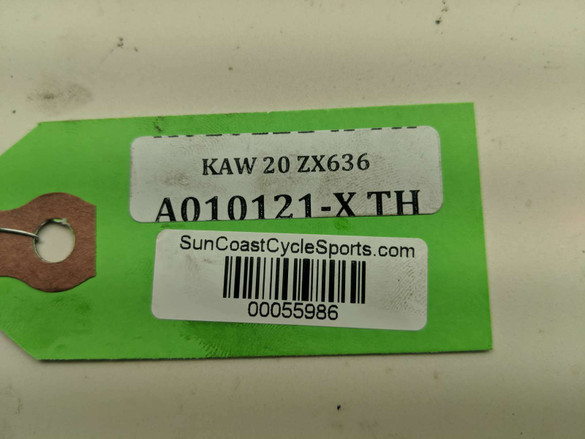 KAW 20 ZX636
A010121-X TH
SunCoastCycleSports.com
00055986